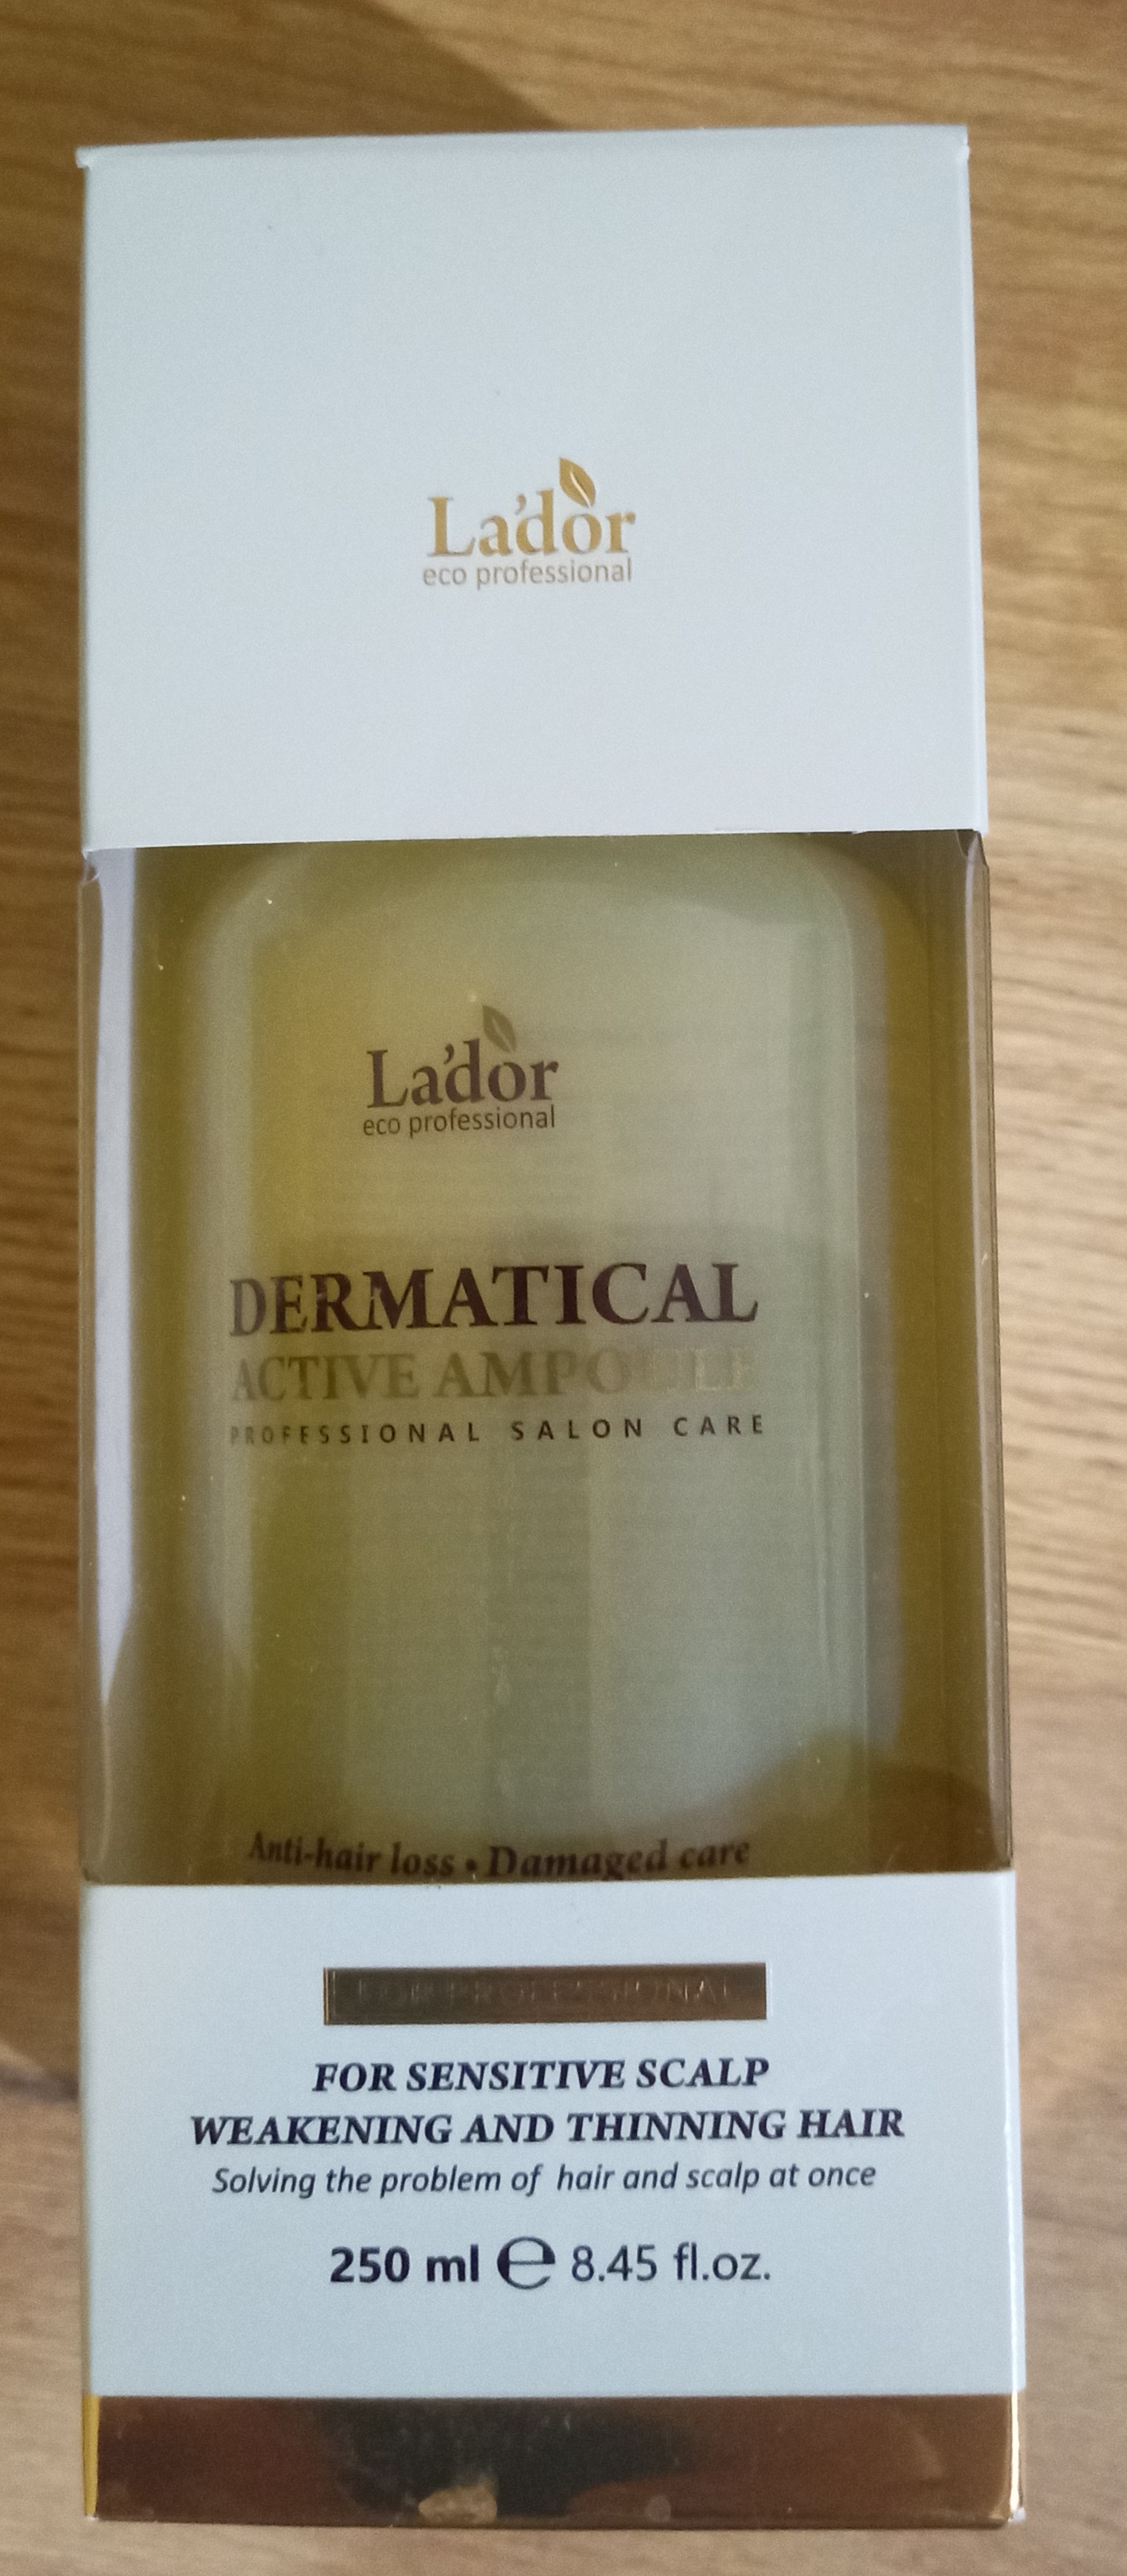 La'dor
eco professional
La'dor
eco professional
DERMATICAL
ACTIVE AMPOULE
PROFESSIONAL SALON CARE
Anti-hair loss • Damaged care
FOR PROFESSIONAL
FOR SENSITIVE SCALP
WEAKENING AND THINNING HAIR
Solving the problem of hair and scalp at once
250 ml ℮ 8.45 fl.oz.